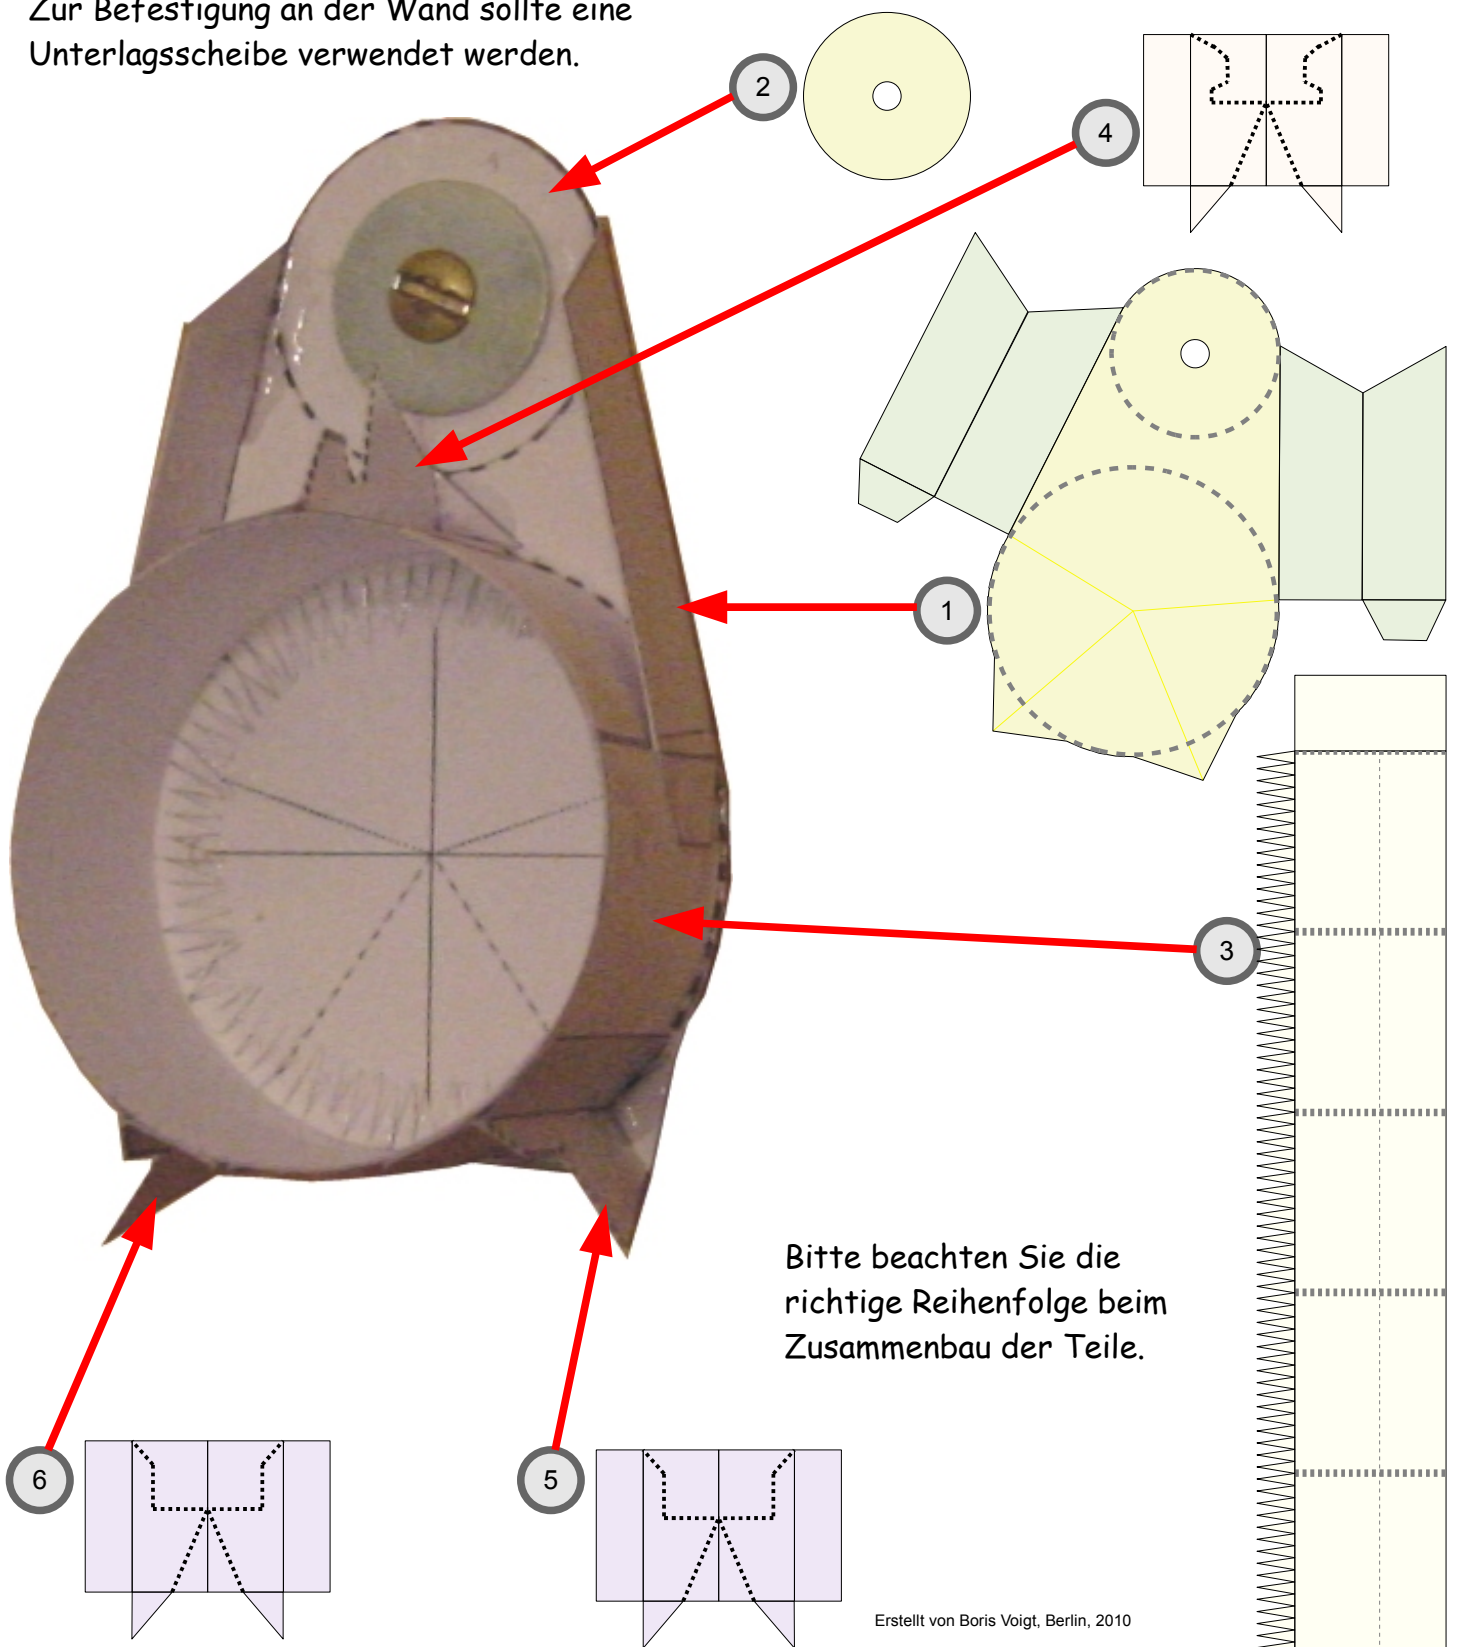 Zur Befestigung an der Wand sollte eine
Unterlagsscheibe verwendet werden.
2
4
1
3
Bitte beachten Sie die
richtige Reihenfolge beim
Zusammenbau der Teile.
6
5
Erstellt von Boris Voigt, Berlin, 2010